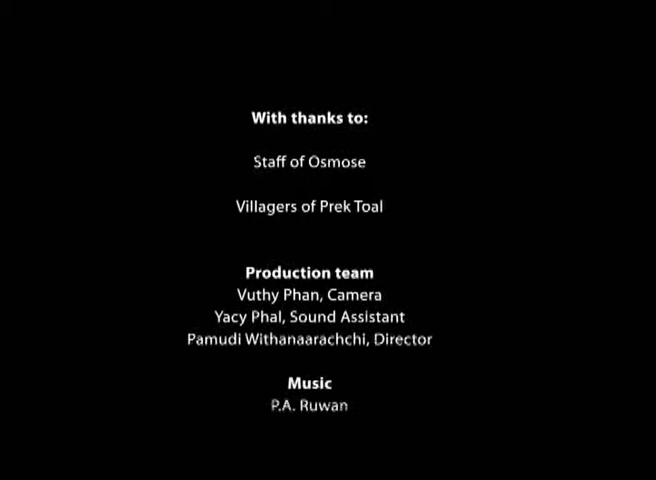 With thanks to:
Staff of Osmose
Villagers of Prek Toal
Production team
Vuthy Phan, Camera
Yacy Phal, Sound Assistant
Pamudi Withanaarachchi, Director
Music
P.A. Ruwan